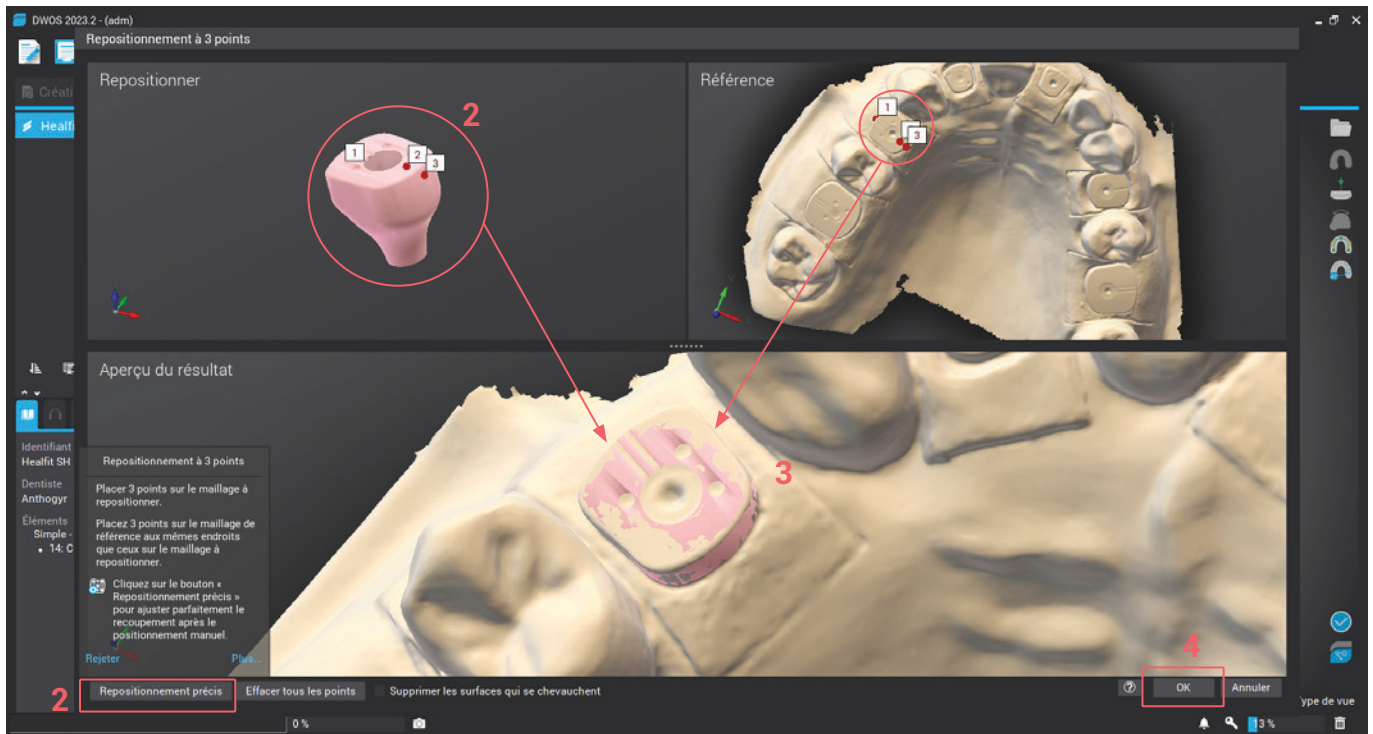 DWOS 2023.2 - (adm)
Repositionnement à 3 points
Créati
Healfi
Repositionner
2
1
2
3
Référence
1
3
Aperçu du résultat
3
Identifiant
Healfit SH
Dentiste
Anthogyr
Éléments
Simple -
• 14: C
Repositionnement à 3 points
Placer 3 points sur le maillage à
repositionner.
Placez 3 points sur le maillage de
référence aux mêmes endroits
que ceux sur le maillage à
repositionner.
Cliquez sur le bouton «
Repositionnement précis »
pour ajuster parfaitement le
recoupement après le
positionnement manuel.
Rejeter
Plus...
4
2
Repositionnement précis
Effacer tous les points
Supprimer les surfaces qui se chevauchent
OK
Annuler
ype de vue
0 %
13 %